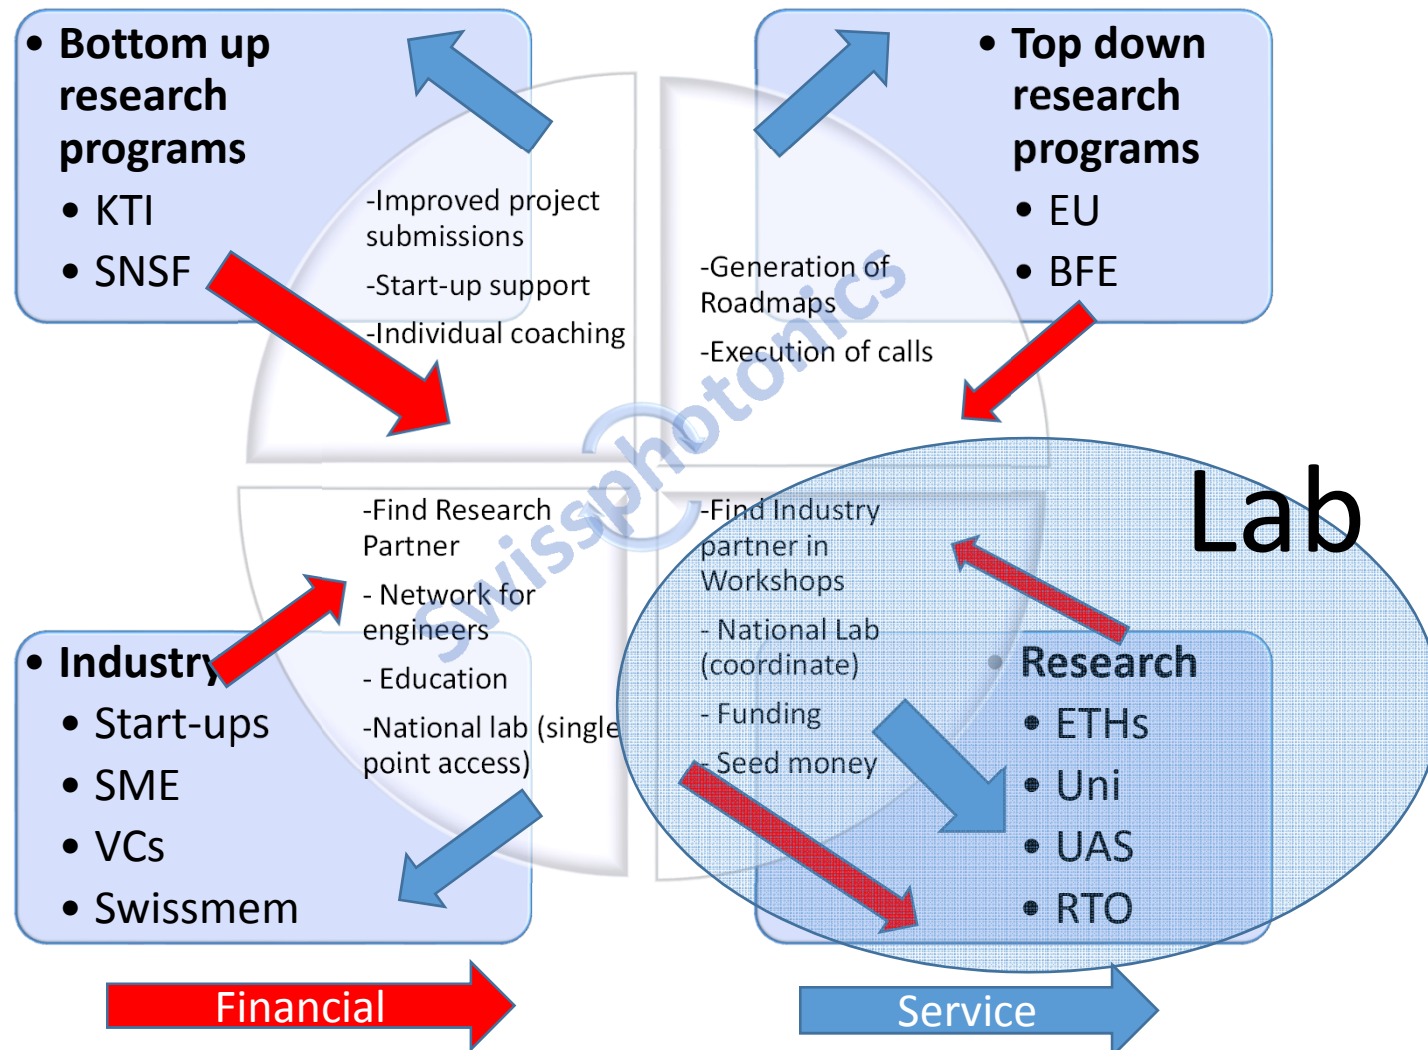 • Bottom up
research
programs
• KTI
• SNSF
-Improved project
submissions
-Start-up support
-Individual coaching
• Top down
research
programs
• EU
• BFE
-Generation of
Roadmaps
-Execution of calls
Swissphotonics
• Industry
• Start-ups
• SME
• VCs
• Swissmem
-Find Research
Partner
- Network for
engineers
- Education
-National lab (single
point access)
-Find Industry
partner in
Workshops
- National Lab
(coordinate)
- Funding
- Seed money
Lab
• Research
• ETHs
• Uni
• UAS
• RTO
Financial
Service